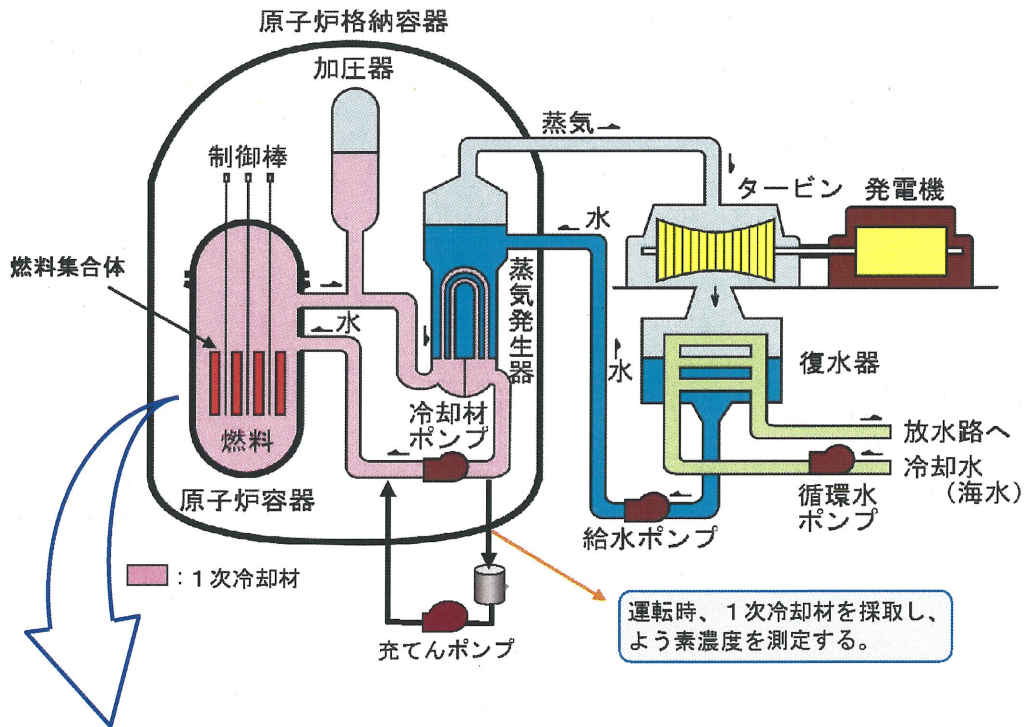 原子炉格納容器
加圧器
蒸気
制御棒
タービン
発電機
水
燃料集合体
水
蒸気発生器
水
復水器
冷却材
ポンプ
燃料
放水路へ
冷却水
(海水)
循環水
ポンプ
原子炉容器
給水ポンプ
:1次冷却材
充てんポンプ
運転時、1次冷却材を採取し、
よう素濃度を測定する。